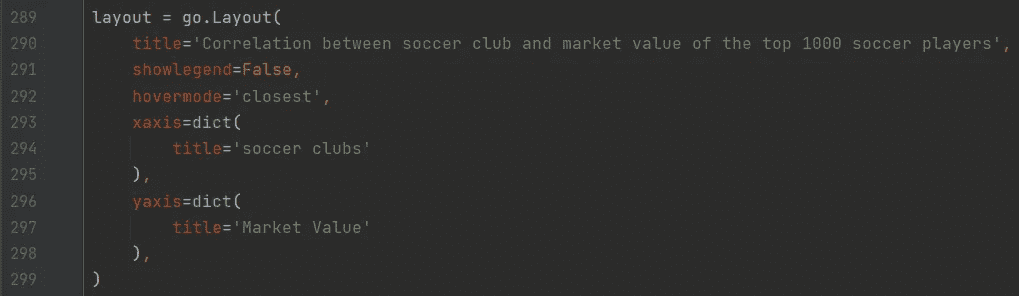 289 layout = go.Layout(
290     title='Correlation between soccer club and market value of the top 1000 soccer players',
291     showlegend=False,
292     hovermode='closest',
293     xaxis=dict(
294         title='soccer clubs'
295     ),
296     yaxis=dict(
297         title='Market Value'
298     ),
299 )